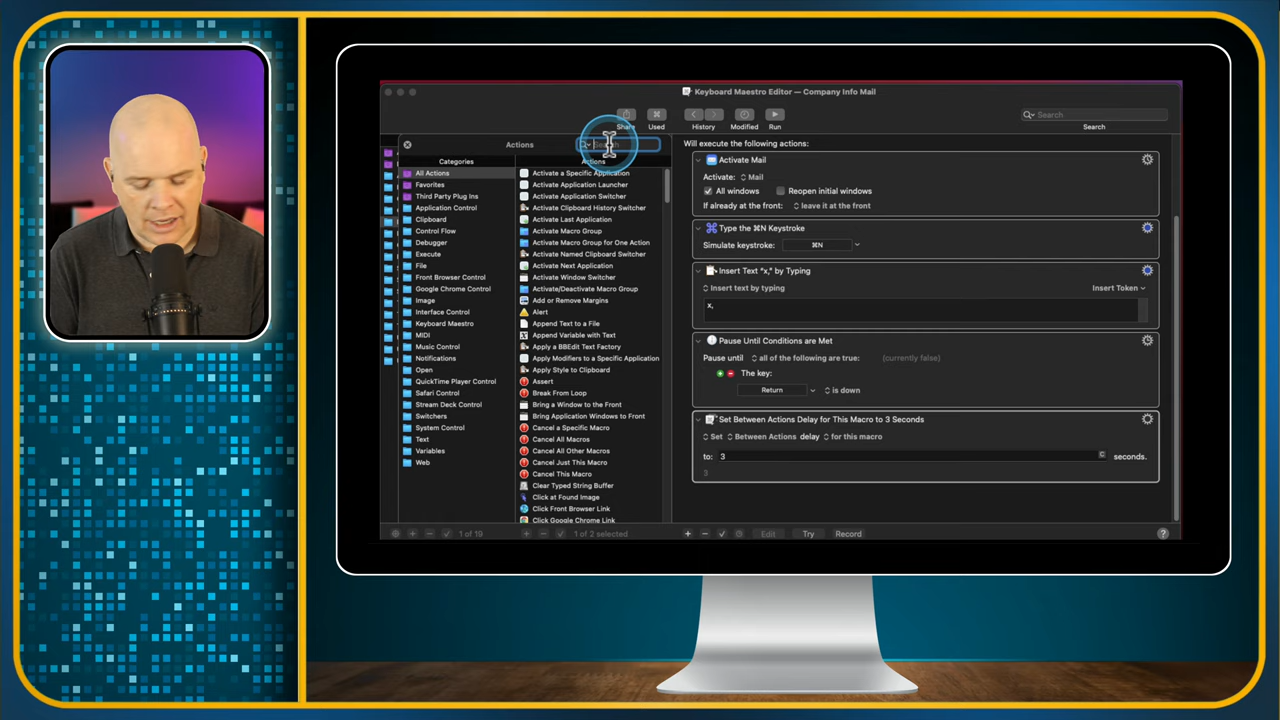 Keyboard Maestro Editor — Company Info Mail
Share
Used
History
Modified
Run
Search
Search
Actions
Search
Categories
Actions
All Actions
Favorites
Third Party Plug Ins
Application Control
Clipboard
Control Flow
Debugger
Execute
File
Front Browser Control
Google Chrome Control
Image
Interface Control
Keyboard Maestro
MIDI
Music Control
Notifications
Open
QuickTime Player Control
Safari Control
Stream Deck Control
Switchers
System Control
Text
Variables
Web
Activate a Specific Application
Activate Application Launcher
Activate Application Switcher
Activate Clipboard History Switcher
Activate Last Application
Activate Macro Group
Activate Macro Group for One Action
Activate Named Clipboard Switcher
Activate Next Application
Activate Window Switcher
Activate/Deactivate Macro Group
Add or Remove Margins
Alert
Append Text to a File
Append Variable with Text
Apply a BBEdit Text Factory
Apply Modifiers to a Specific Application
Apply Style to Clipboard
Assert
Break From Loop
Bring a Window to the Front
Bring Application Windows to Front
Cancel a Specific Macro
Cancel All Macros
Cancel All Other Macros
Cancel Just This Macro
Cancel This Macro
Clear Typed String Buffer
Click at Found Image
Click Front Browser Link
Click Google Chrome Link
Will execute the following actions:
Activate Mail
Activate: Mail
All windows Reopen initial windows
If already at the front: leave it at the front
Type the ⌘N Keystroke
Simulate keystroke: ⌘N
Insert Text “x,” by Typing
Insert text by typing Insert Token
x,
Pause Until Conditions are Met
Pause until all of the following are true: (currently false)
The key:
Return is down
Set Between Actions Delay for This Macro to 3 Seconds
Set Between Actions delay for this macro
to: 3 C seconds.
3
1 of 19
1 of 2 selected
Edit
Try
Record
?